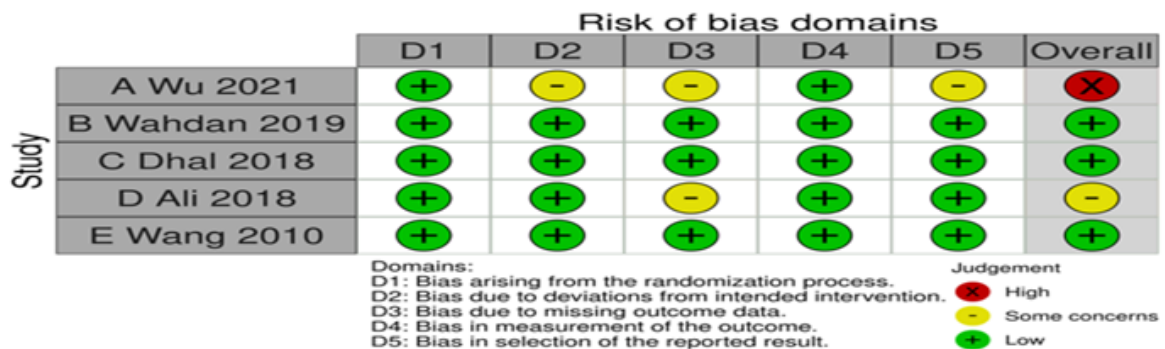 Risk of bias domains
D1 D2 D3 D4 D5 Overall
Study
A Wu 2021 + - - + - X
B Wahdan 2019 + + + + + +
C Dhal 2018 + + + + + +
D Ali 2018 + + - + + -
E Wang 2010 + + + + + +
Domains:
D1: Bias arising from the randomization process.
D2: Bias due to deviations from intended intervention.
D3: Bias due to missing outcome data.
D4: Bias in measurement of the outcome.
D5: Bias in selection of the reported result.
Judgement
X High
- Some concerns
+ Low